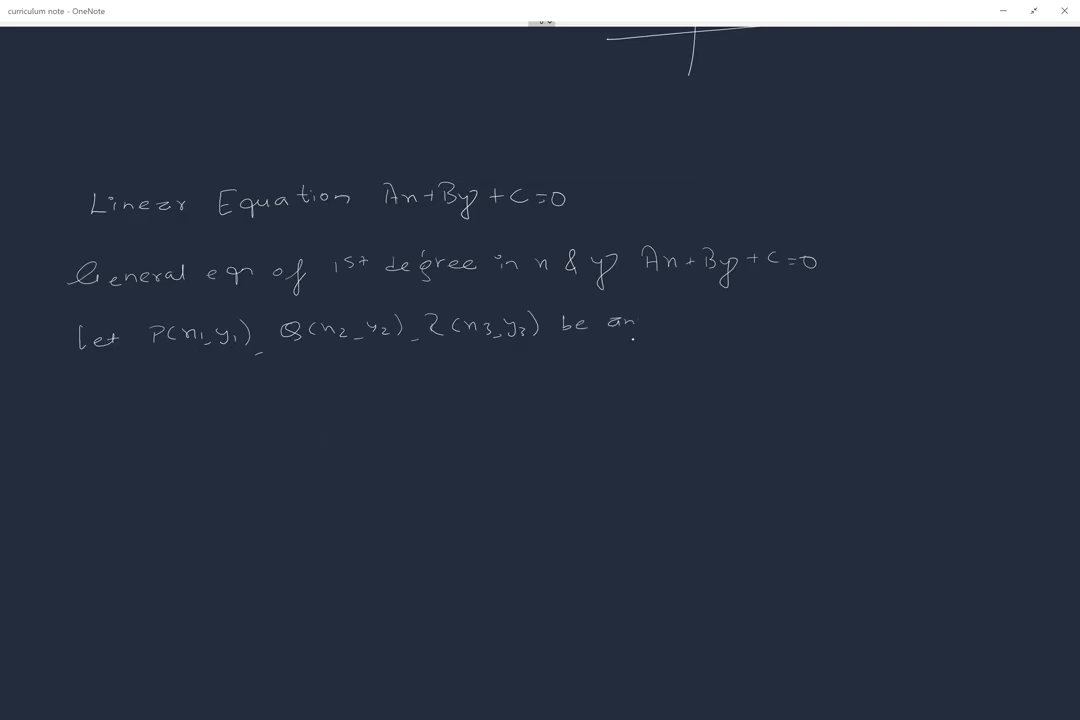 curriculum note - OneNote
Linear Equation Ax+By+C=0
General eqn of 1st degree in x & y Ax+By+C=0
Let P(x1,y1), Q(x2,y2), R(x3,y3) be an